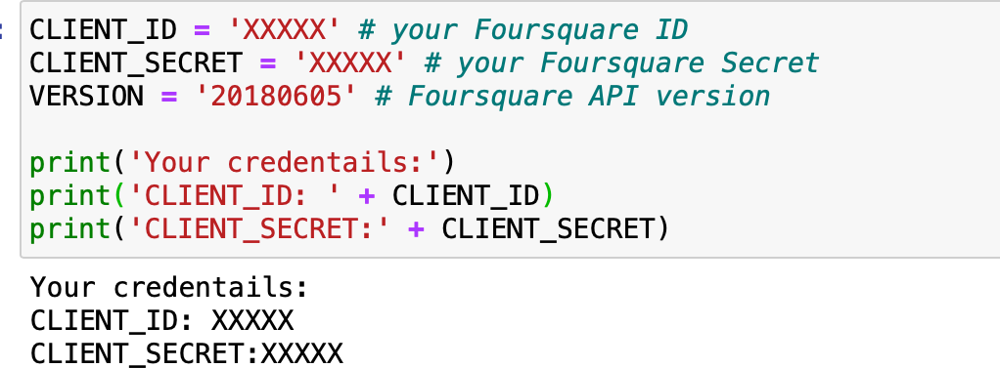 CLIENT_ID = 'XXXXX' # your Foursquare ID
CLIENT_SECRET = 'XXXXX' # your Foursquare Secret
VERSION = '20180605' # Foursquare API version
print('Your credentails:')
print('CLIENT_ID: ' + CLIENT_ID)
print('CLIENT_SECRET:' + CLIENT_SECRET)
Your credentails:
CLIENT_ID: XXXXX
CLIENT_SECRET:XXXXX